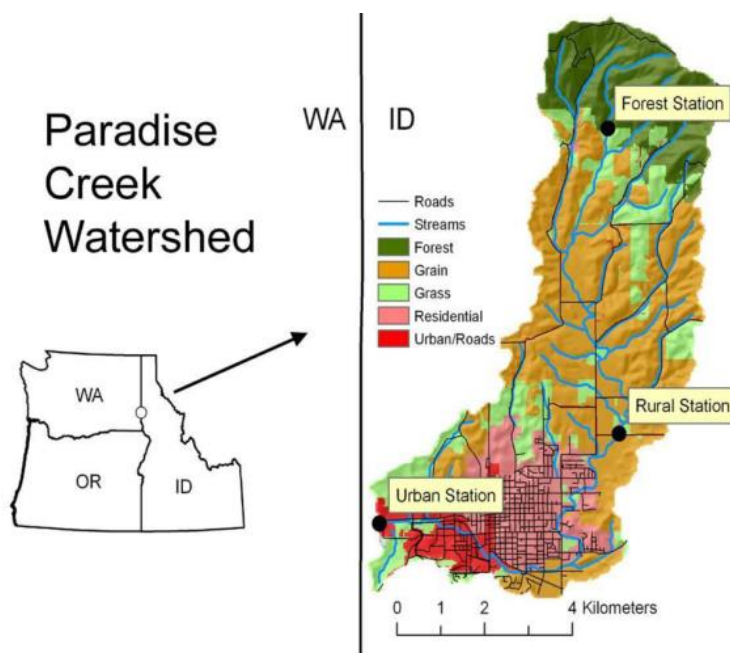 Paradise
Creek
Watershed
WA
OR
ID
WA
ID
Forest Station
Roads
Streams
Forest
Grain
Grass
Residential
Urban/Roads
Rural Station
Urban Station
0 1 2 4 Kilometers